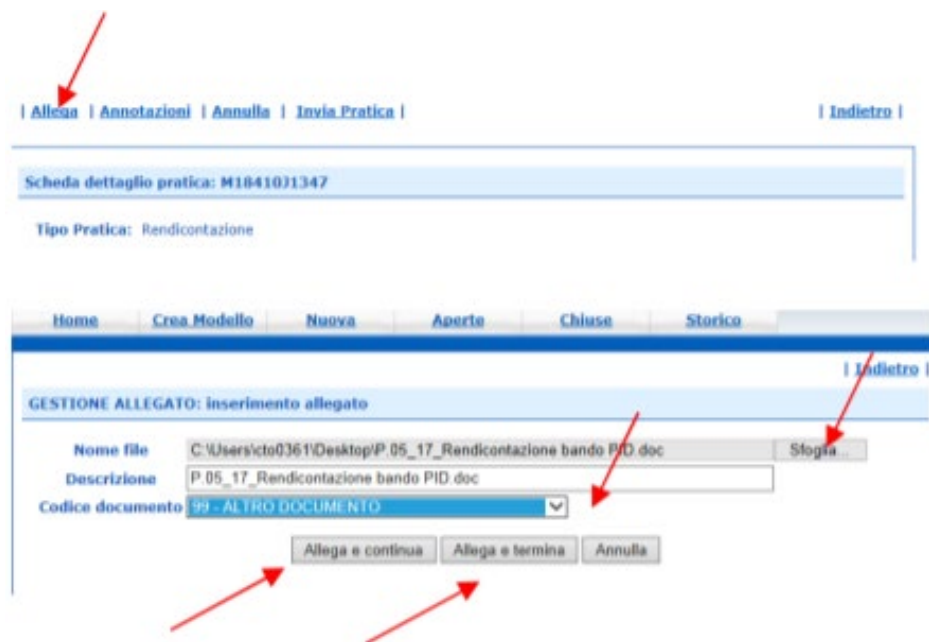 | Allega | Annotazioni | Annulla | Invia Pratica | | Indietro |
Scheda dettaglio pratica: M1841031347
Tipo Pratica: Rendicontazione
Home Crea Modello Nuova Aperte Chiuse Storico
| Indietro |
GESTIONE ALLEGATO: inserimento allegato
Nome file C:\Users\cto0361\Desktop\P.05_17_Rendicontazione bando PID.doc Sfoglia...
Descrizione P.05_17_Rendicontazione bando PID.doc
Codice documento 99 - ALTRO DOCUMENTO
Allega e continua Allega e termina Annulla